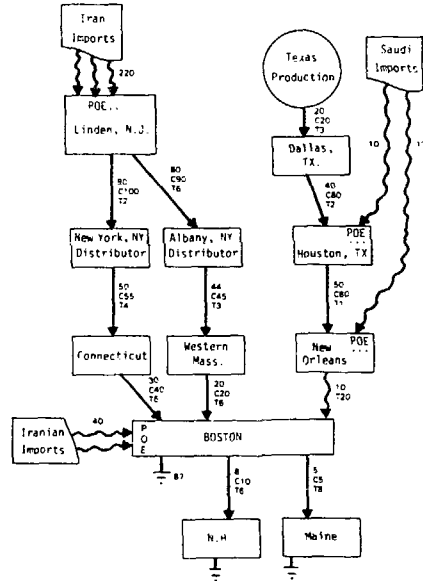 Iran
Imports
220
POE..
Linden, N.J.
90
C100
T2
80
C90
T6
New York, NY
Distributor
Albany, NY
Distributor
50
C55
T4
44
C45
T3
Connecticut
Western
Mass.
30
C40
T6
20
C20
T6
Texas
Production
Saudi
Imports
20
C20
T3
10
Dallas,
TX.
40
C80
T2
POE
...
Houston, TX
50
C80
T1
POE
...
New
Orleans
10
T20
Iranian
Imports
40
POE
BOSTON
87
8
C10
T6
5
C5
T8
N.H
Maine